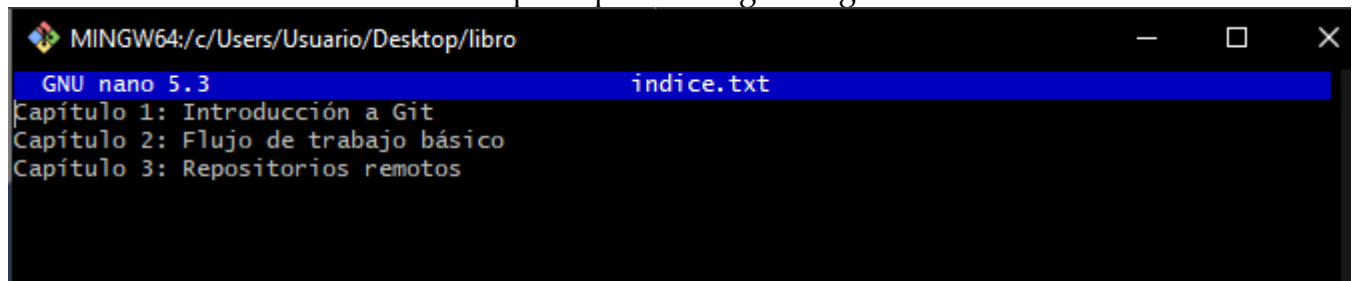 MINGW64:/c/Users/Usuario/Desktop/libro
GNU nano 5.3 indice.txt
Capítulo 1: Introducción a Git
Capítulo 2: Flujo de trabajo básico
Capítulo 3: Repositorios remotos